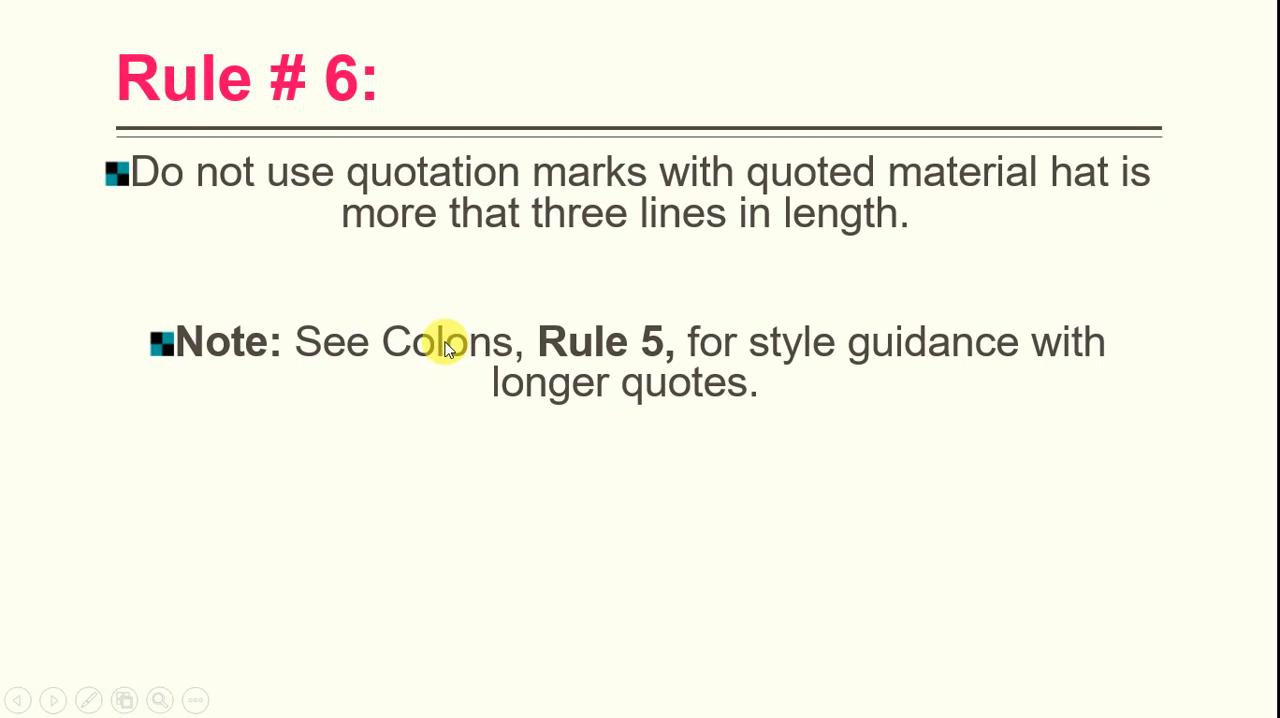 Rule # 6:
Do not use quotation marks with quoted material hat is
more that three lines in length.
Note: See Colons, Rule 5, for style guidance with
longer quotes.